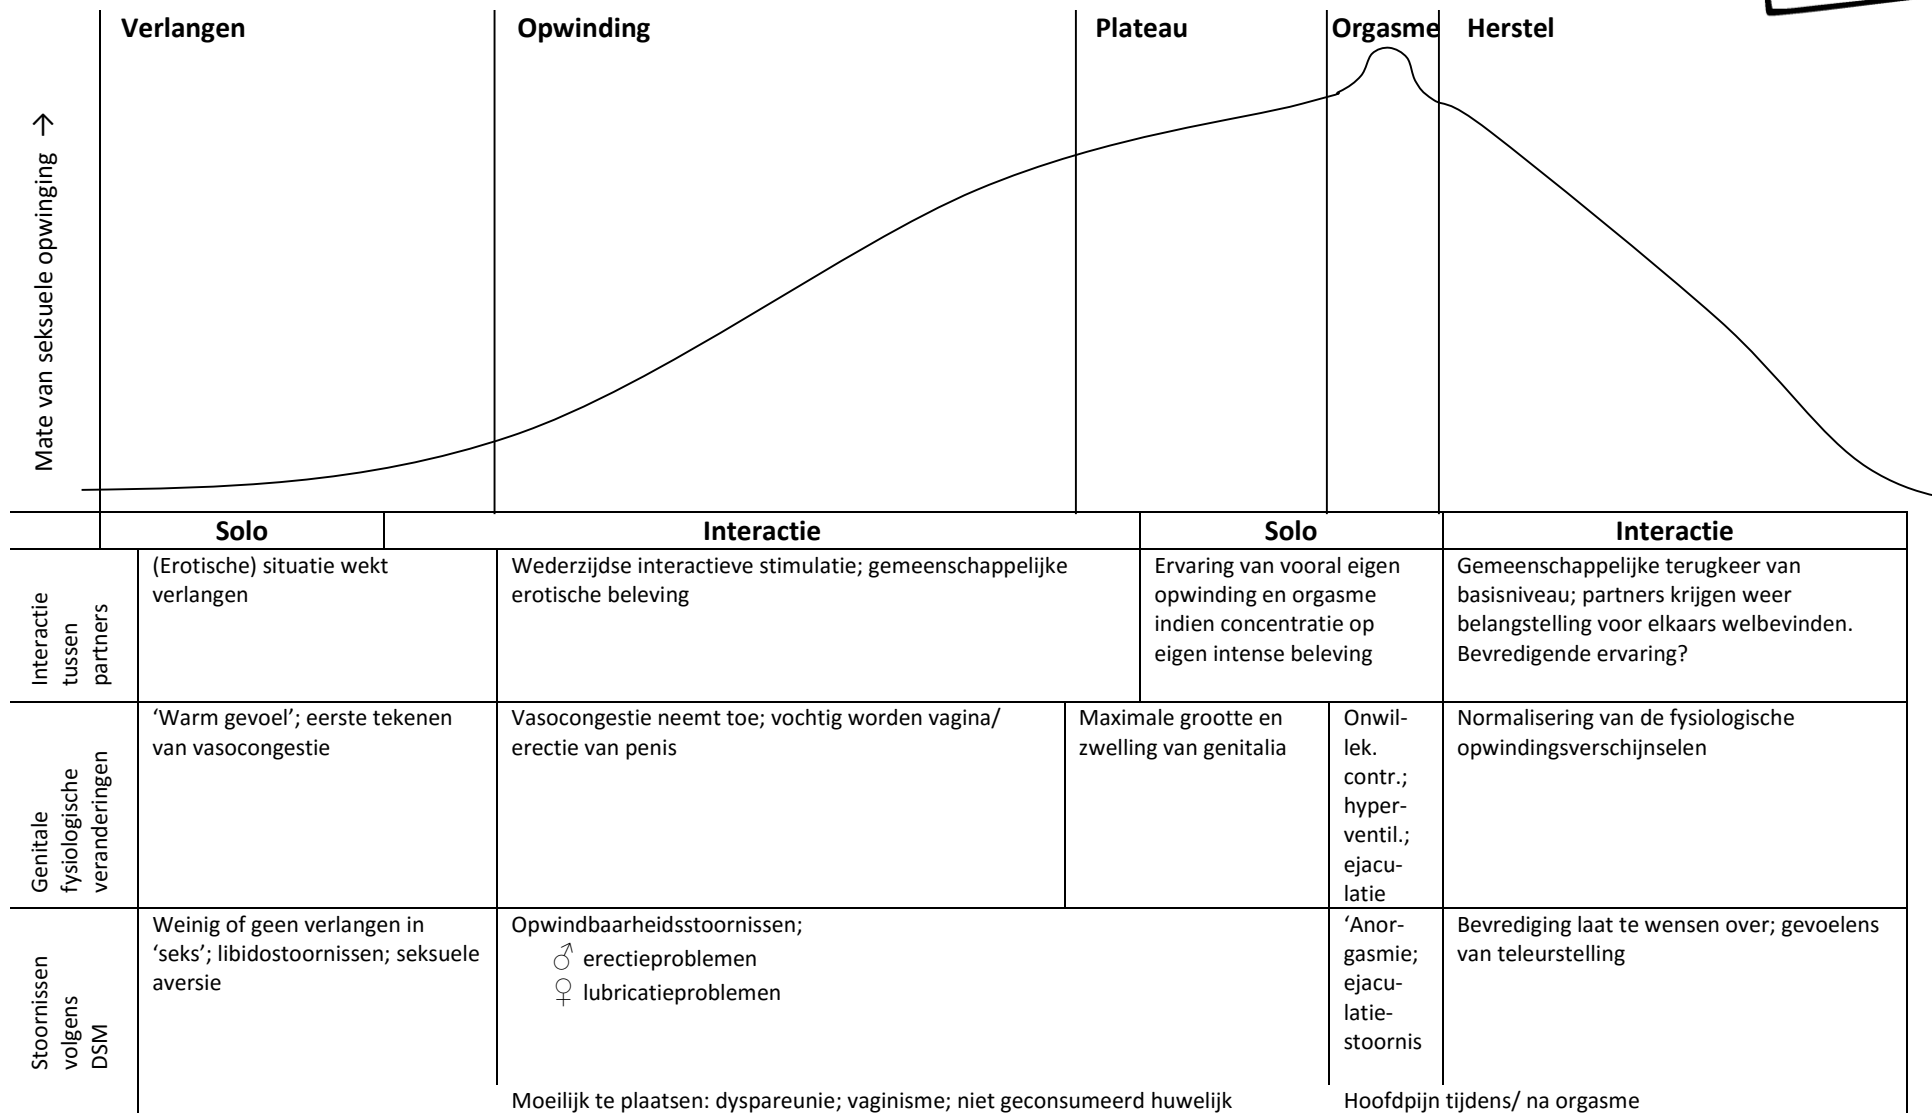 Verlangen
Opwinding
Plateau
Orgasme
Herstel
Mate van seksuele opwinging →
Solo
Interactie
Solo
Interactie
Interactie
tussen
partners
(Erotische) situatie wekt
verlangen
Wederzijdse interactieve stimulatie; gemeenschappelijke
erotische beleving
Ervaring van vooral eigen
opwinding en orgasme
indien concentratie op
eigen intense beleving
Gemeenschappelijke terugkeer van
basisniveau; partners krijgen weer
belangstelling voor elkaars welbevinden.
Bevredigende ervaring?
Genitale
fysiologische
veranderingen
‘Warm gevoel’; eerste tekenen
van vasocongestie
Vasocongestie neemt toe; vochtig worden vagina/
erectie van penis
Maximale grootte en
zwelling van genitalia
Onwil-
lek.
contr.;
hyper-
ventil.;
ejacu-
latie
Normalisering van de fysiologische
opwindingsverschijnselen
Stoornissen
volgens
DSM
Weinig of geen verlangen in
‘seks’; libidostoornissen; seksuele
aversie
Opwindbaarheidsstoornissen;
♂ erectieproblemen
♀ lubricatieproblemen
‘Anor-
gasmie;
ejacu-
latie-
stoornis
Bevrediging laat te wensen over; gevoelens
van teleurstelling
Moeilijk te plaatsen: dyspareunie; vaginisme; niet geconsumeerd huwelijk
Hoofdpijn tijdens/ na orgasme